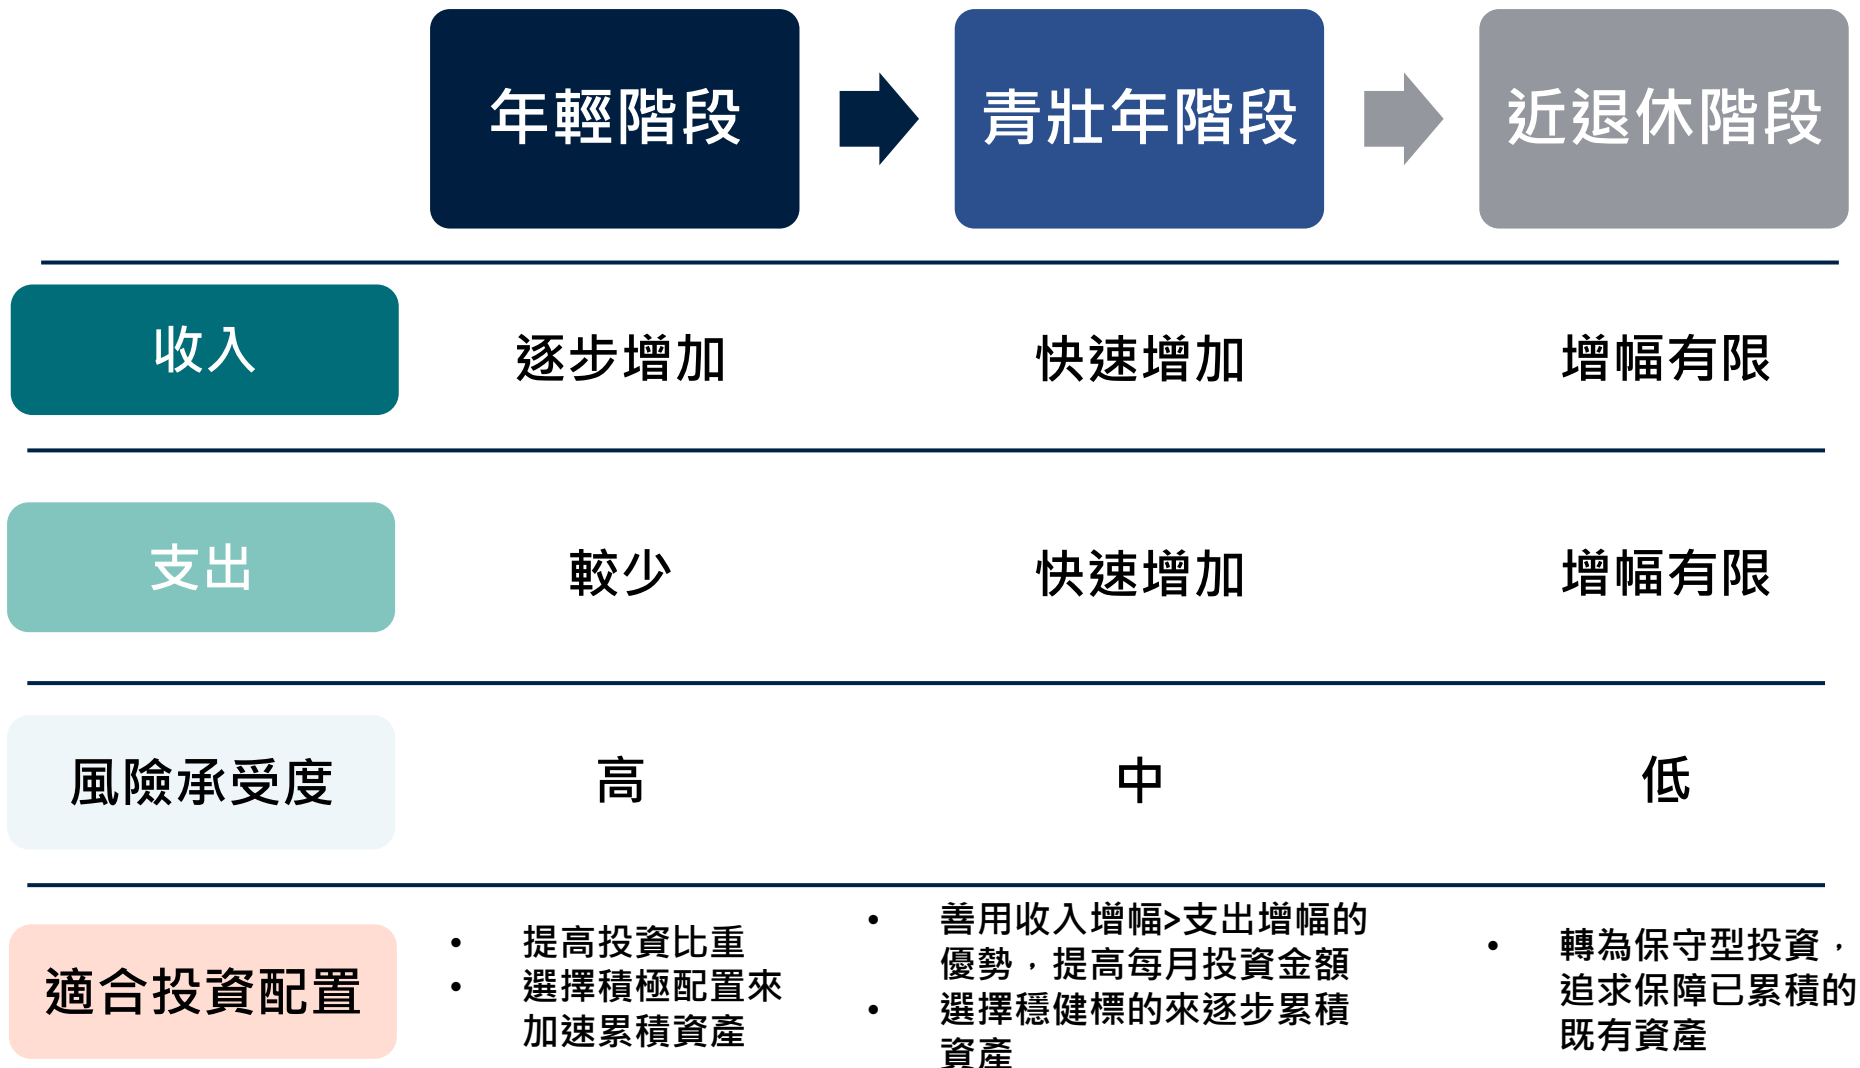 年輕階段
青壯年階段
近退休階段
收入
逐步增加
快速增加
增幅有限
支出
較少
快速增加
增幅有限
風險承受度
高
中
低
適合投資配置
• 提高投資比重
• 選擇積極配置來
加速累積資產
• 善用收入增幅>支出增幅的
優勢，提高每月投資金額
• 選擇穩健標的來逐步累積
資產
• 轉為保守型投資，
追求保障已累積的
既有資產